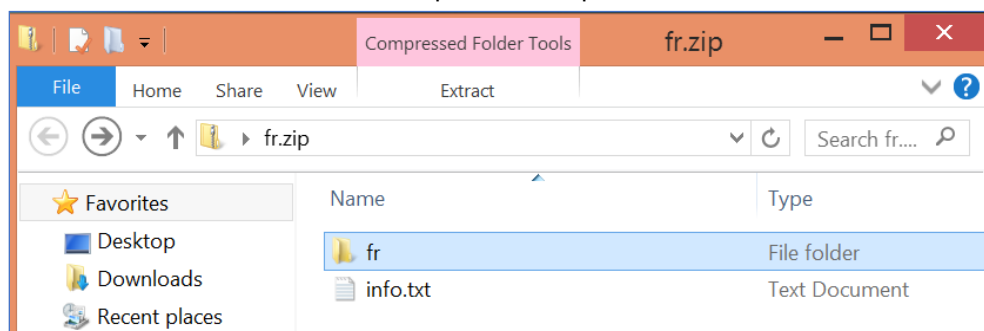 Compressed Folder Tools fr.zip
File Home Share View Extract
fr.zip Search fr....
Favorites Name Type
Desktop fr File folder
Downloads info.txt Text Document
Recent places